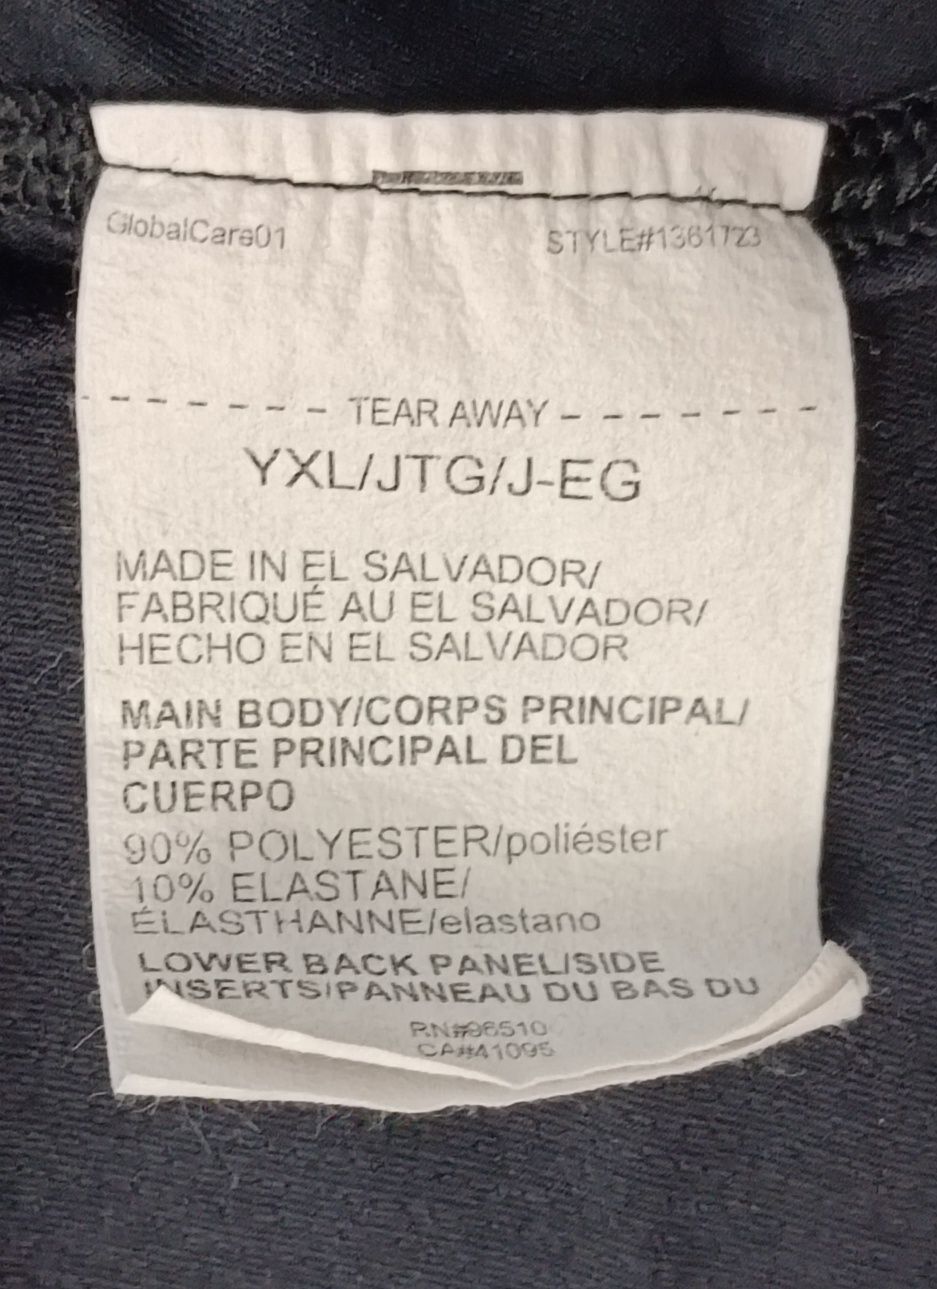 GlobalCare01
STYLE#1361723
- - - - - - - TEAR AWAY - - - - - - -
YXL/JTG/J-EG
MADE IN EL SALVADOR/
FABRIQUÉ AU EL SALVADOR/
HECHO EN EL SALVADOR
MAIN BODY/CORPS PRINCIPAL/
PARTE PRINCIPAL DEL
CUERPO
90% POLYESTER/poliéster
10% ELASTANE/
ÉLASTHANNE/elastano
LOWER BACK PANEL/SIDE
INSERTS/PANNEAU DU BAS DU
RN#96510
CA#41095